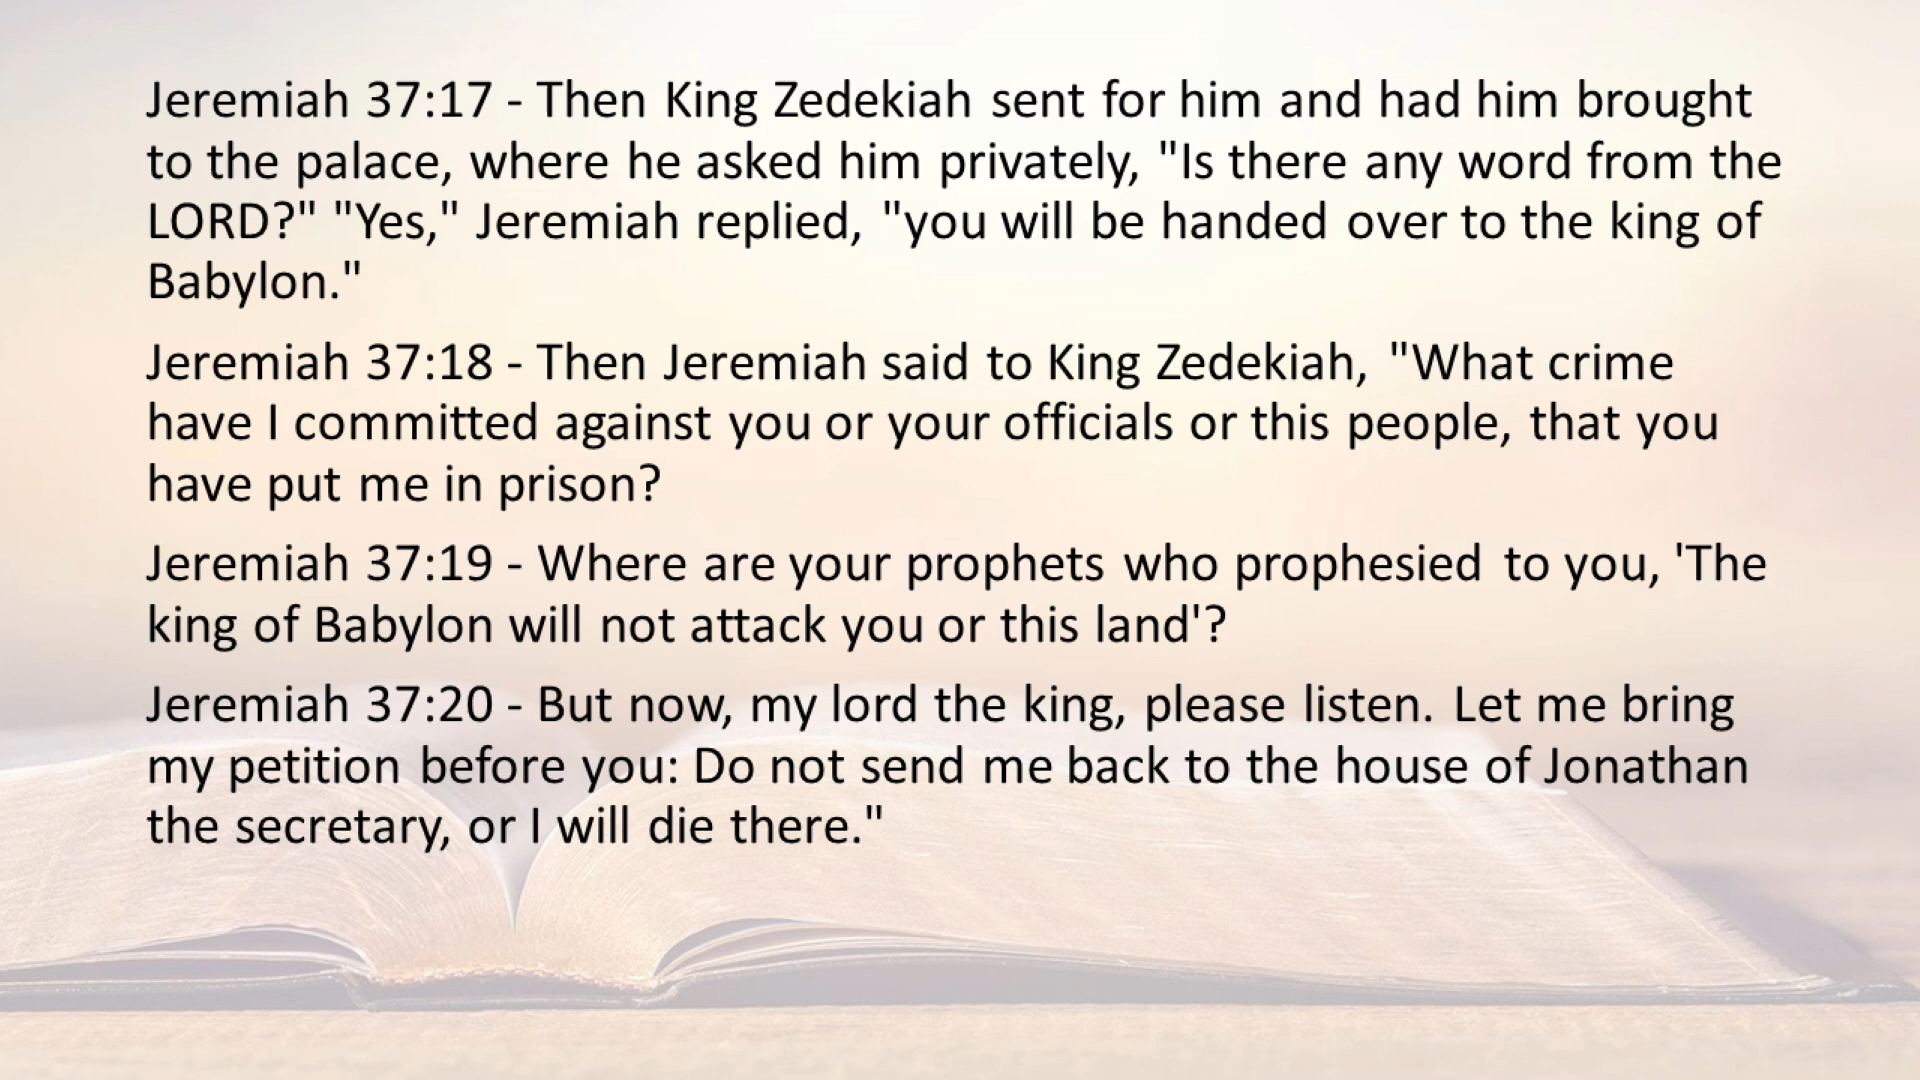 Jeremiah 37:17 - Then King Zedekiah sent for him and had him brought
to the palace, where he asked him privately, "Is there any word from the
LORD?" "Yes," Jeremiah replied, "you will be handed over to the king of
Babylon."
Jeremiah 37:18 - Then Jeremiah said to King Zedekiah, "What crime
have I committed against you or your officials or this people, that you
have put me in prison?
Jeremiah 37:19 - Where are your prophets who prophesied to you, 'The
king of Babylon will not attack you or this land'?
Jeremiah 37:20 - But now, my lord the king, please listen. Let me bring
my petition before you: Do not send me back to the house of Jonathan
the secretary, or I will die there."